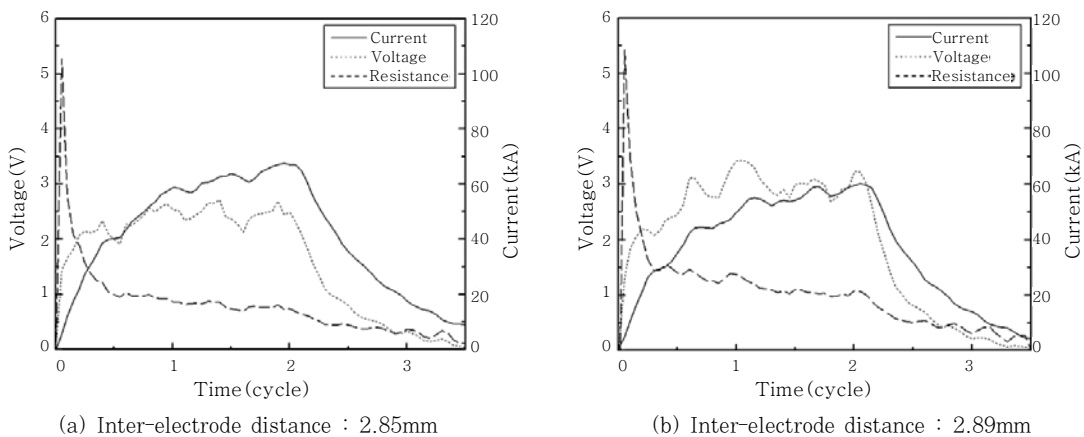 6
5
4
3
2
1
0
Voltage(V)
Current
Voltage
Resistance
120
100
80
60
40
20
0
Current(kA)
0 1 2 3
Time(cycle)
(a) Inter-electrode distance : 2.85mm
6
5
4
3
2
1
0
Voltage(V)
Current
Voltage
Resistance
120
100
80
60
40
20
0
Current(kA)
0 1 2 3
Time(cycle)
(b) Inter-electrode distance : 2.89mm